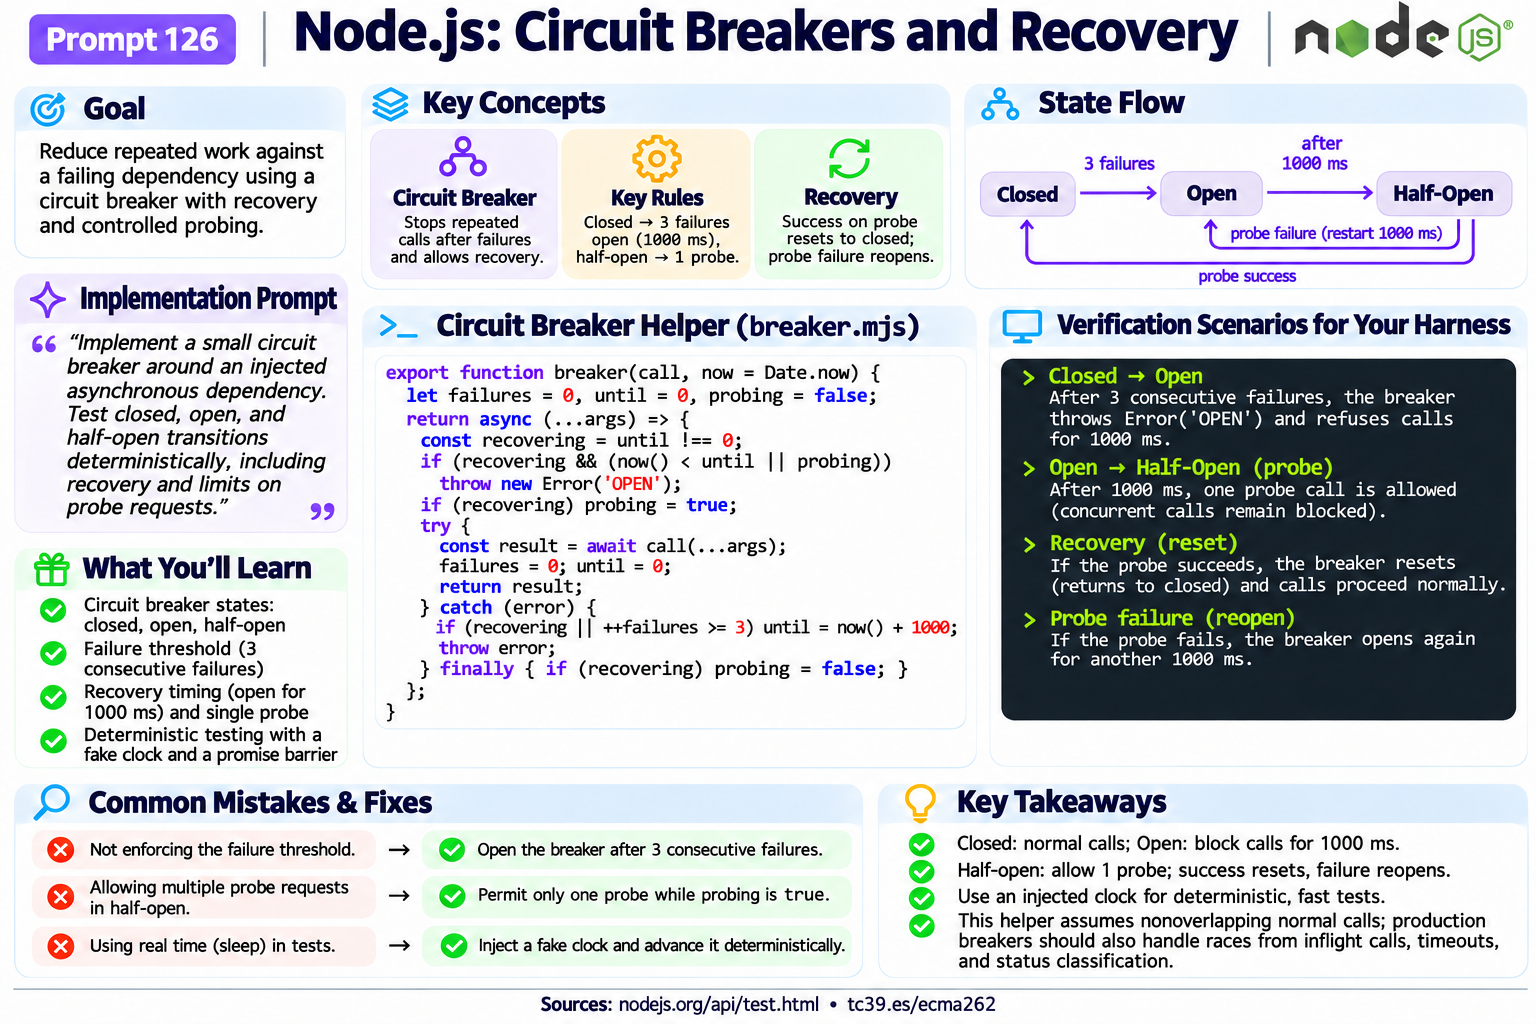 Prompt 126
Node.js: Circuit Breakers and Recovery
node JS ®
Goal
Reduce repeated work against
a failing dependency using a
circuit breaker with recovery
and controlled probing.
Key Concepts
Circuit Breaker
Stops repeated
calls after failures
and allows recovery.
Key Rules
Closed → 3 failures
open (1000 ms),
half-open → 1 probe.
Recovery
Success on probe
resets to closed;
probe failure reopens.
State Flow
Closed
3 failures
Open
after
1000 ms
Half-Open
probe failure (restart 1000 ms)
probe success
Implementation Prompt
“
“Implement a small circuit
breaker around an injected
asynchronous dependency.
Test closed, open, and
half-open transitions
deterministically, including
recovery and limits on
probe requests.”
”
What You’ll Learn
Circuit breaker states:
closed, open, half-open
Failure threshold (3
consecutive failures)
Recovery timing (open for
1000 ms) and single probe
Deterministic testing with a
fake clock and a promise barrier
>_ Circuit Breaker Helper (breaker.mjs)
export function breaker(call, now = Date.now) {
let failures = 0, until = 0, probing = false;
return async (...args) => {
const recovering = until !== 0;
if (recovering && (now() < until || probing))
throw new Error('OPEN');
if (recovering) probing = true;
try {
const result = await call(...args);
failures = 0; until = 0;
return result;
} catch (error) {
if (recovering || ++failures >= 3) until = now() + 1000;
throw error;
} finally { if (recovering) probing = false; }
};
}
Verification Scenarios for Your Harness
> Closed → Open
After 3 consecutive failures, the breaker
throws Error('OPEN') and refuses calls
for 1000 ms.
> Open → Half-Open (probe)
After 1000 ms, one probe call is allowed
(concurrent calls remain blocked).
> Recovery (reset)
If the probe succeeds, the breaker resets
(returns to closed) and calls proceed normally.
> Probe failure (reopen)
If the probe fails, the breaker opens again
for another 1000 ms.
Common Mistakes & Fixes
Not enforcing the failure threshold. → Open the breaker after 3 consecutive failures.
Allowing multiple probe requests
in half-open. → Permit only one probe while probing is true.
Using real time (sleep) in tests. → Inject a fake clock and advance it deterministically.
Key Takeaways
Closed: normal calls; Open: block calls for 1000 ms.
Half-open: allow 1 probe; success resets, failure reopens.
Use an injected clock for deterministic, fast tests.
This helper assumes nonoverlapping normal calls; production
breakers should also handle races from inflight calls, timeouts,
and status classification.
Sources: nodejs.org/api/test.html • tc39.es/ecma262